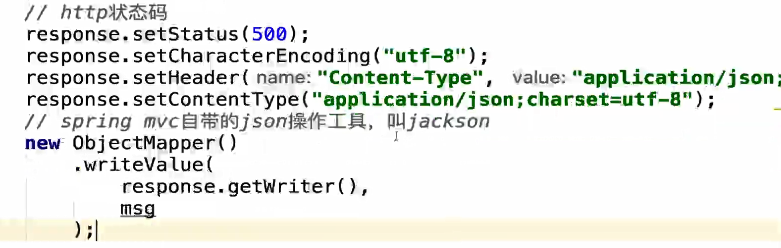 // http状态码
response.setStatus(500);
response.setCharacterEncoding("utf-8");
response.setHeader( name: "Content-Type", value: "application/json;
response.setContentType("application/json;charset=utf-8");
// spring mvc自带的json操作工具，叫jackson
new ObjectMapper()
.writeValue(
response.getWriter(),
msg
);